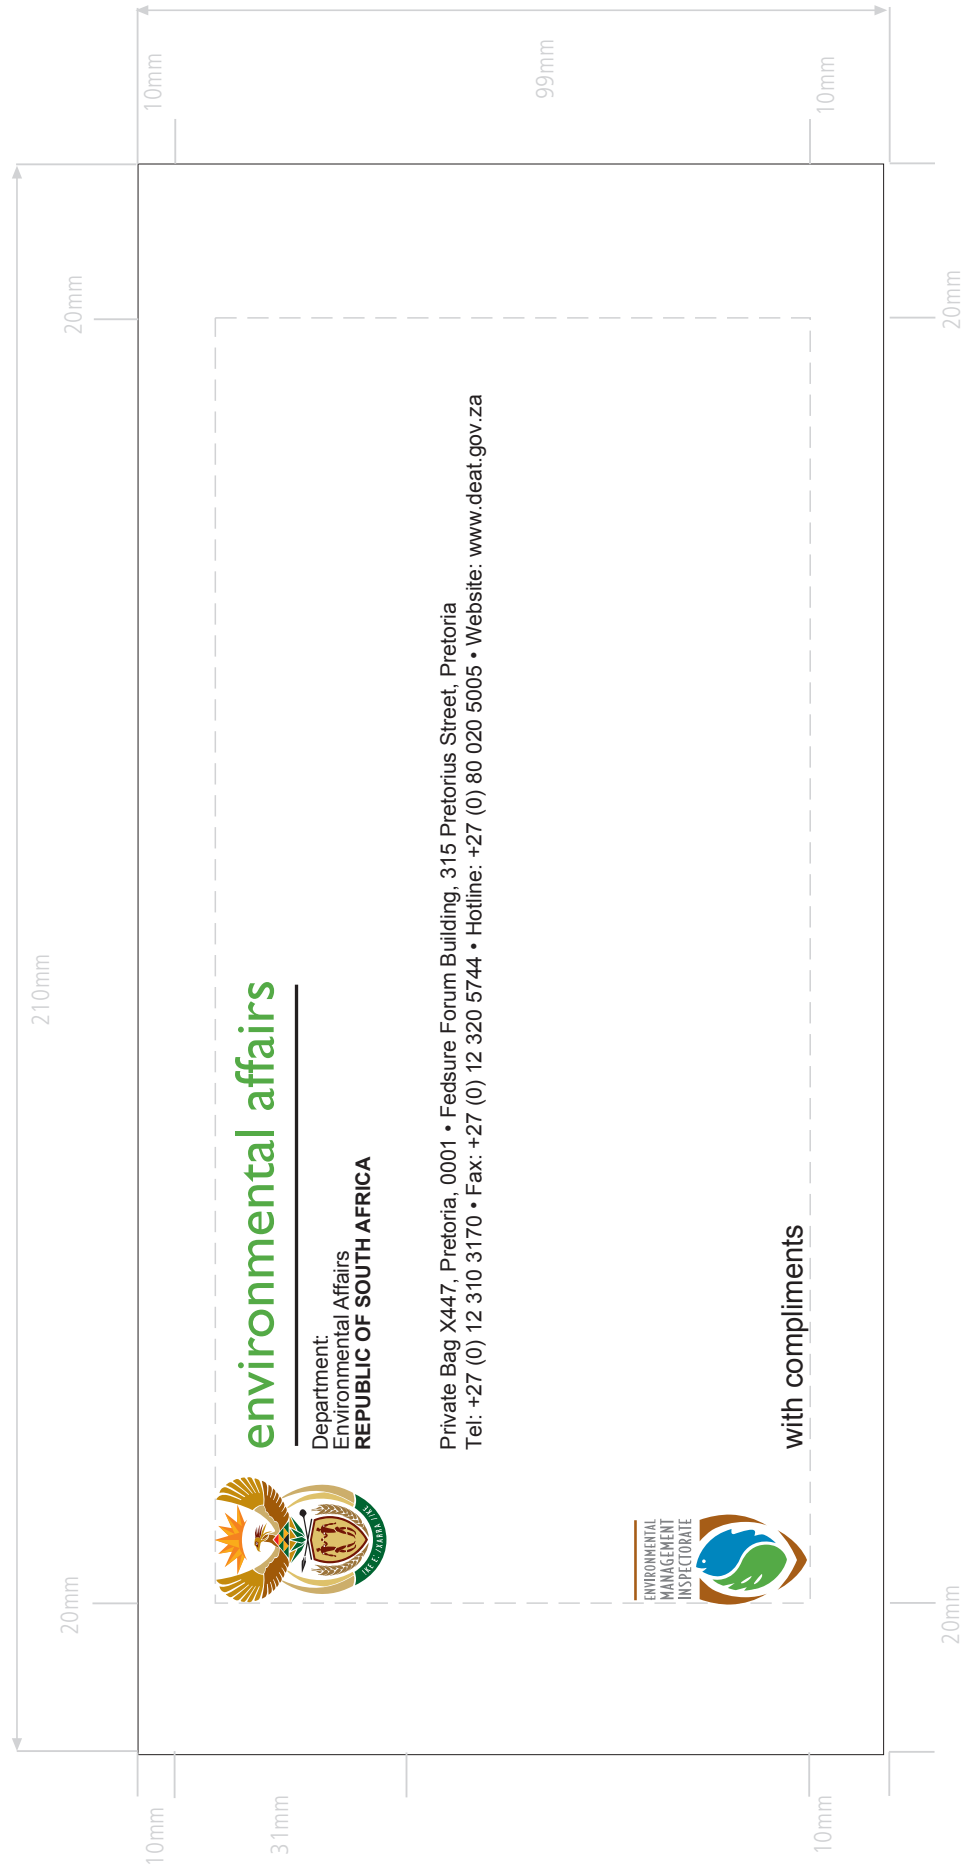 environmental affairs
Department:
Environmental Affairs
REPUBLIC OF SOUTH AFRICA
!KE E: /XARRA //KE
Private Bag X447, Pretoria, 0001 • Fedsure Forum Building, 315 Pretorius Street, Pretoria
Tel: +27 (0) 12 310 3170 • Fax: +27 (0) 12 320 5744 • Hotline: +27 (0) 80 020 5005 • Website: www.deat.gov.za
ENVIRONMENTAL
MANAGEMENT
INSPECTORATE
with compliments
210mm
20mm
20mm
10mm
99mm
10mm
20mm
20mm
10mm
31mm
10mm